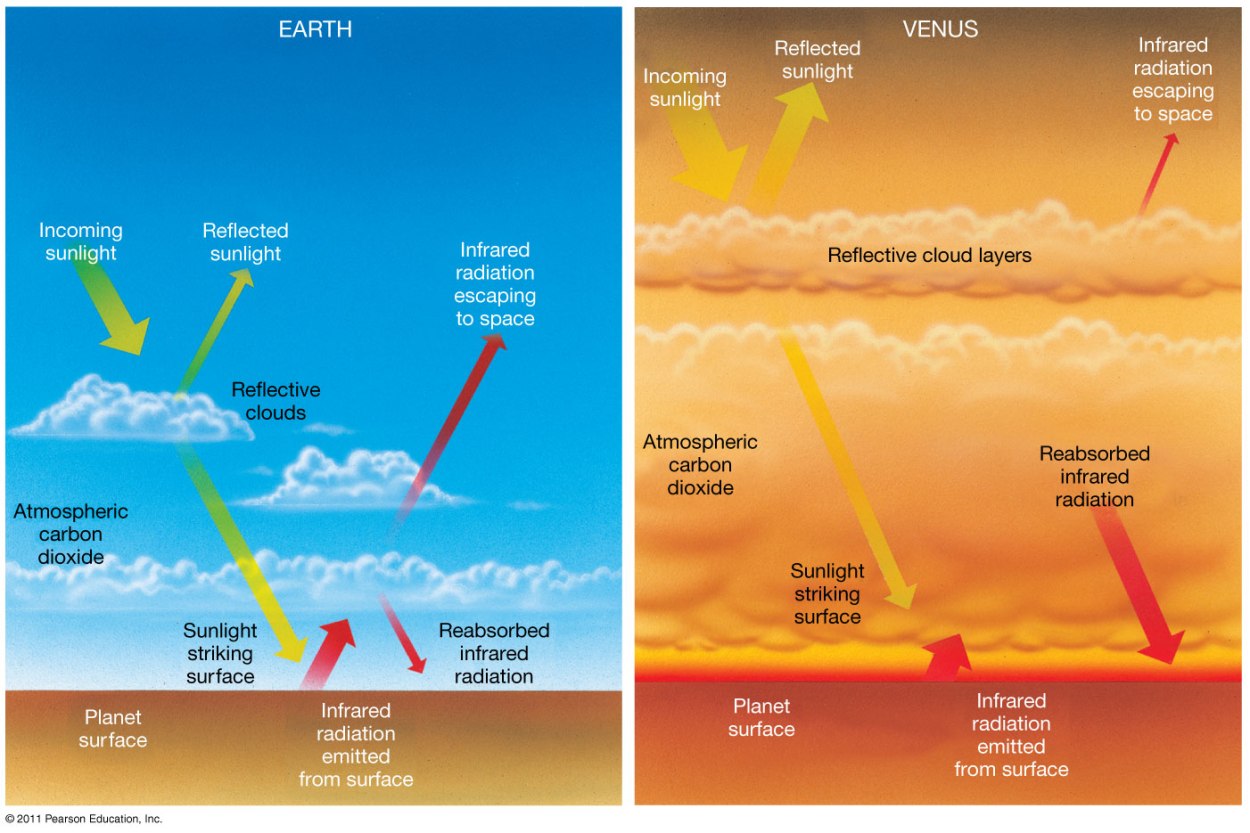 EARTH
Incoming
sunlight
Reflected
sunlight
Infrared
radiation
escaping
to space
Reflective
clouds
Atmospheric
carbon
dioxide
Sunlight
striking
surface
Reabsorbed
infrared
radiation
Planet
surface
Infrared
radiation
emitted
from surface
VENUS
Incoming
sunlight
Reflected
sunlight
Infrared
radiation
escaping
to space
Reflective cloud layers
Atmospheric
carbon
dioxide
Reabsorbed
infrared
radiation
Sunlight
striking
surface
Planet
surface
Infrared
radiation
emitted
from surface
© 2011 Pearson Education, Inc.